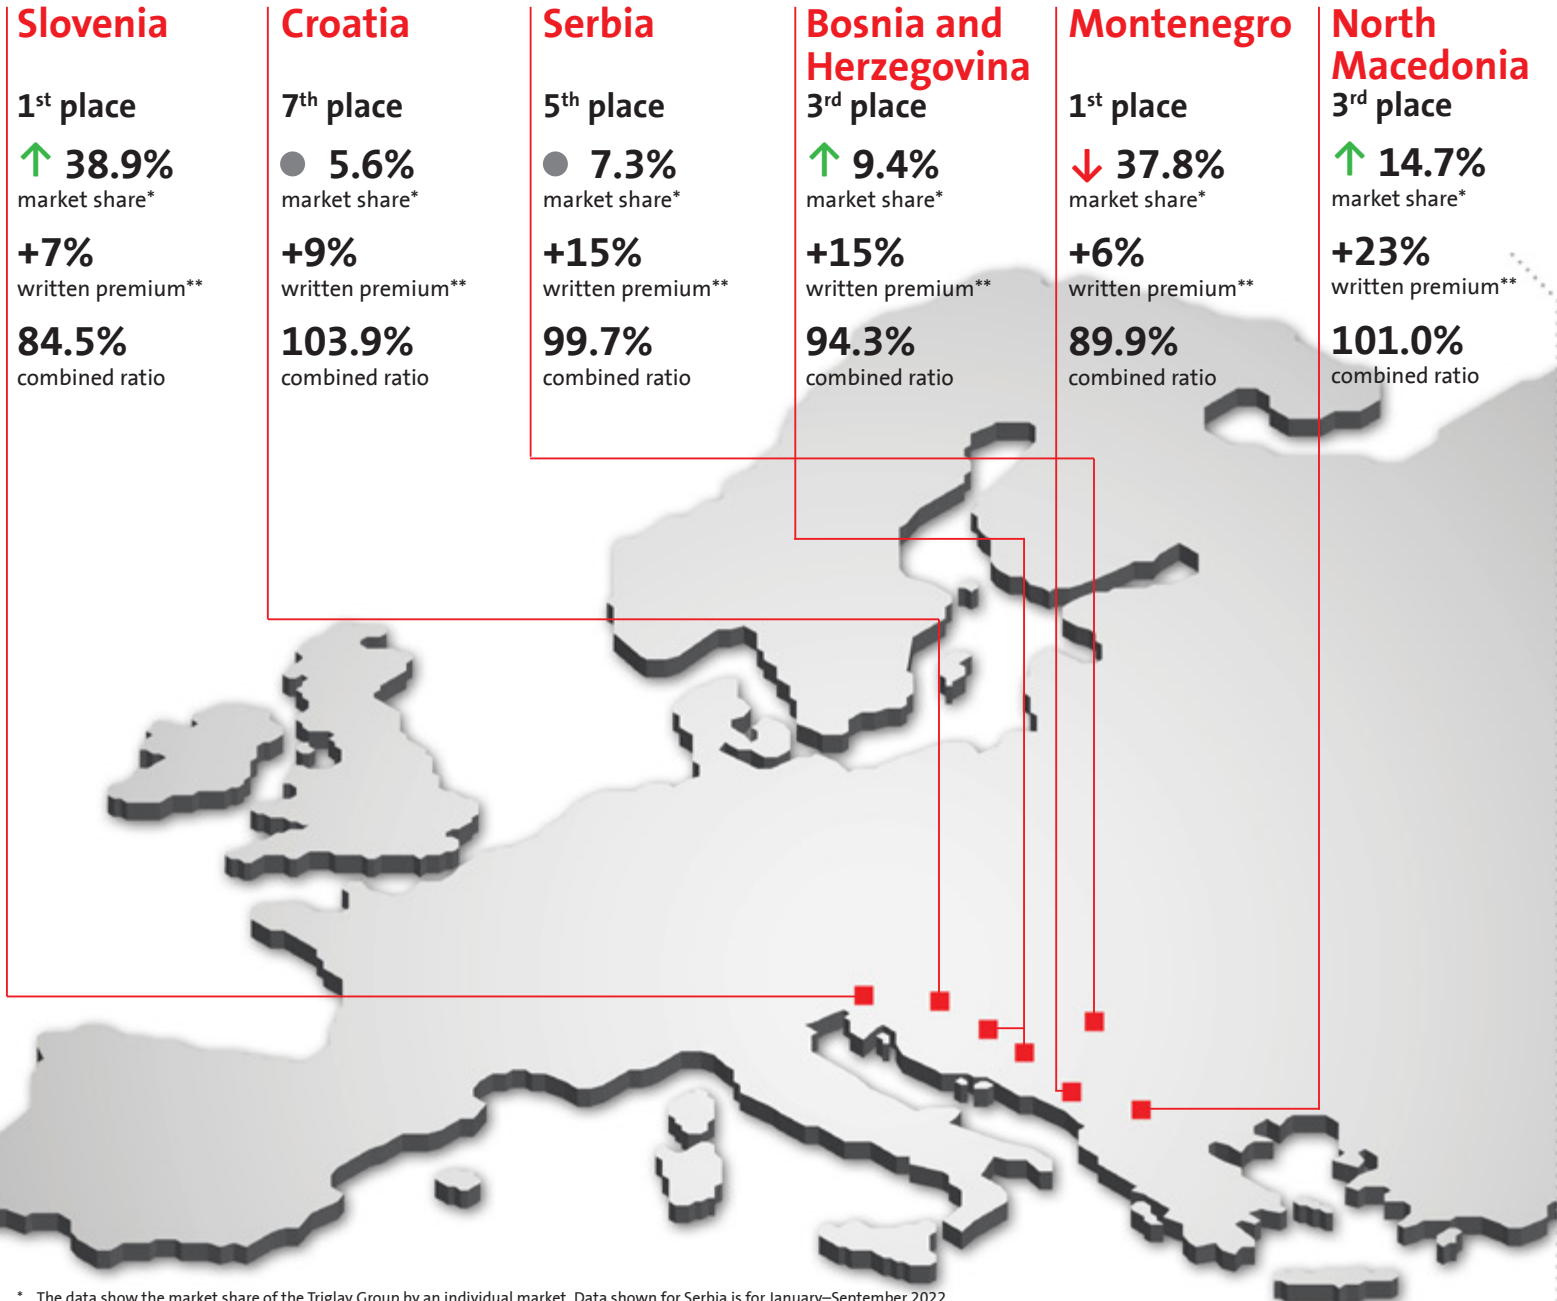 Slovenia
1st place
↑ 38.9%
market share*
+7%
written premium**
84.5%
combined ratio
Croatia
7th place
● 5.6%
market share*
+9%
written premium**
103.9%
combined ratio
Serbia
5th place
● 7.3%
market share*
+15%
written premium**
99.7%
combined ratio
Bosnia and
Herzegovina
3rd place
↑ 9.4%
market share*
+15%
written premium**
94.3%
combined ratio
Montenegro
1st place
↓ 37.8%
market share*
+6%
written premium**
89.9%
combined ratio
North
Macedonia
3rd place
↑ 14.7%
market share*
+23%
written premium**
101.0%
combined ratio
* The data show the market share of the Triglav Group by an individual market. Data shown for Serbia is for January–September 2022